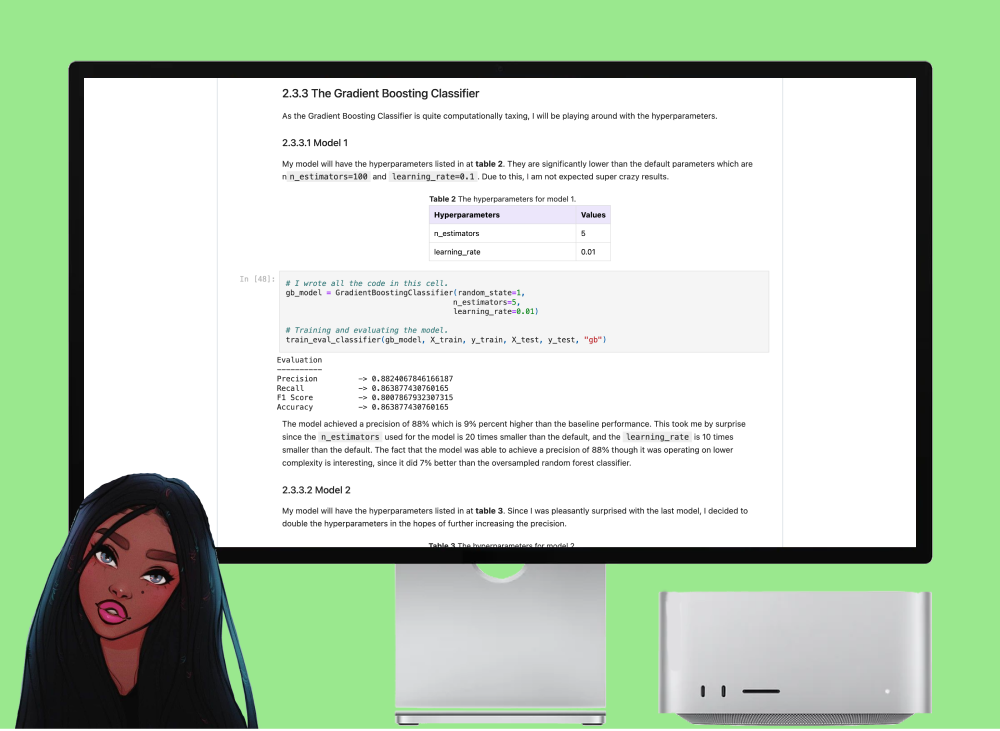 2.3.3 The Gradient Boosting Classifier
As the Gradient Boosting Classifier is quite computationally taxing, I will be playing around with the hyperparameters.
2.3.3.1 Model 1
My model will have the hyperparameters listed in at table 2. They are significantly lower than the default parameters which are
n n_estimators=100 and learning_rate=0.1 . Due to this, I am not expected super crazy results.
Table 2 The hyperparameters for model 1.
Hyperparameters Values
n_estimators 5
learning_rate 0.01
In [48]:
# I wrote all the code in this cell.
gb_model = GradientBoostingClassifier(random_state=1,
n_estimators=5,
learning_rate=0.01)
# Training and evaluating the model.
train_eval_classifier(gb_model, X_train, y_train, X_test, y_test, "gb")
Evaluation
----------
Precision -> 0.8824067846166187
Recall -> 0.863877430760165
F1 Score -> 0.8007867932307315
Accuracy -> 0.863877430760165
The model achieved a precision of 88% which is 9% percent higher than the baseline performance. This took me by surprise
since the n_estimators used for the model is 20 times smaller than the default, and the learning_rate is 10 times
smaller than the default. The fact that the model was able to achieve a precision of 88% though it was operating on lower
complexity is interesting, since it did 7% better than the oversampled random forest classifier.
2.3.3.2 Model 2
My model will have the hyperparameters listed in at table 3. Since I was pleasantly surprised with the last model, I decided to
double the hyperparameters in the hopes of further increasing the precision.
Table 3 The hyperparameters for model 2.